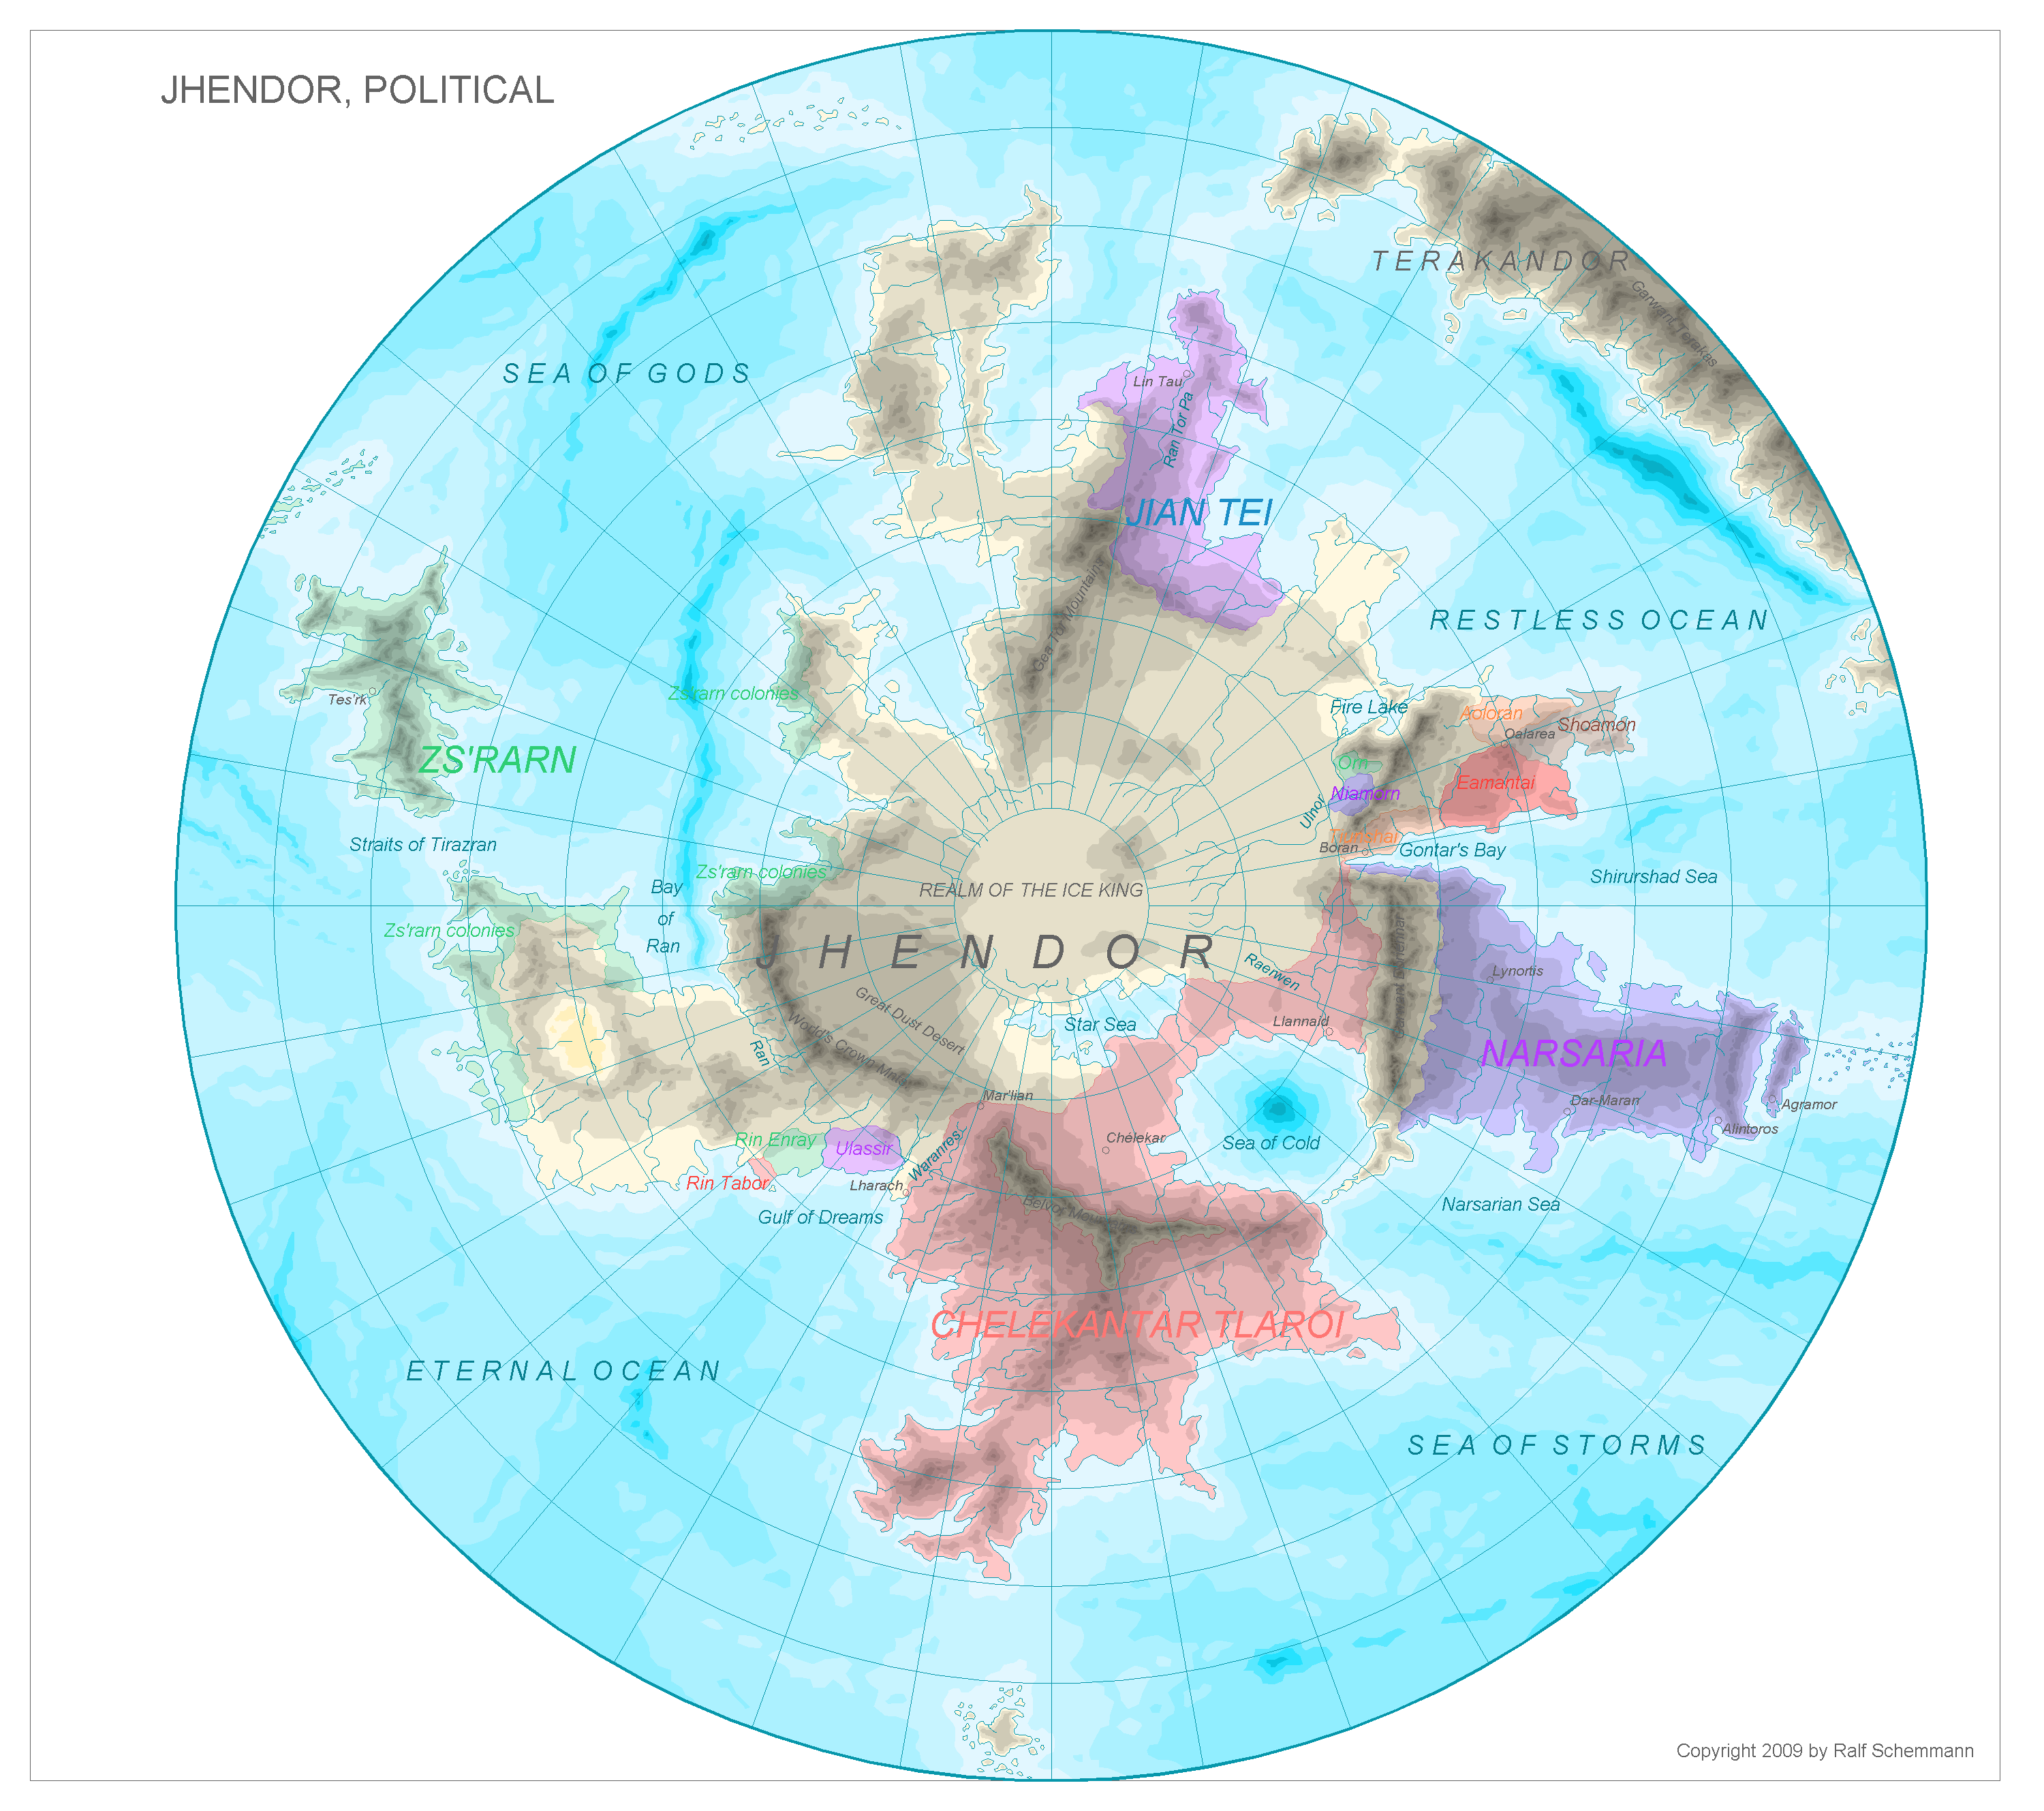 JHENDOR, POLITICAL
TERAKANDOR
Garwant Terakas
SEA OF GODS
Lin Tau
Ran Tor Pa
JIAN TEI
RESTLESS OCEAN
Gea Tor Mountains
Zs'rarn colonies
Tes'rk
Fire Lake
Aoloran
Shoamon
Oalarea
ZS'RARN
Orn
Eamantai
Niamorn
Ulnor
Straits of Tirazran
Boran
Gontar's Bay
Zs'rarn colonies
Shirurshad Sea
Bay
of
Ran
REALM OF THE ICE KING
Zs'rarn colonies
JHENDOR
Raerwen
Lynortis
Great Dust Desert
Star Sea
Llannaid
World's Crown Mnts.
Ran
NARSARIA
Mar'lian
Dar-Maran
Agramor
Alintoros
Rin Enray
Ulassir
Waranres
Chélekar
Sea of Cold
Rin Tabor
Lharach
Gulf of Dreams
Narsarian Sea
CHELEKANTAR TLAROI
ETERNAL OCEAN
SEA OF STORMS
Copyright 2009 by Ralf Schemmann